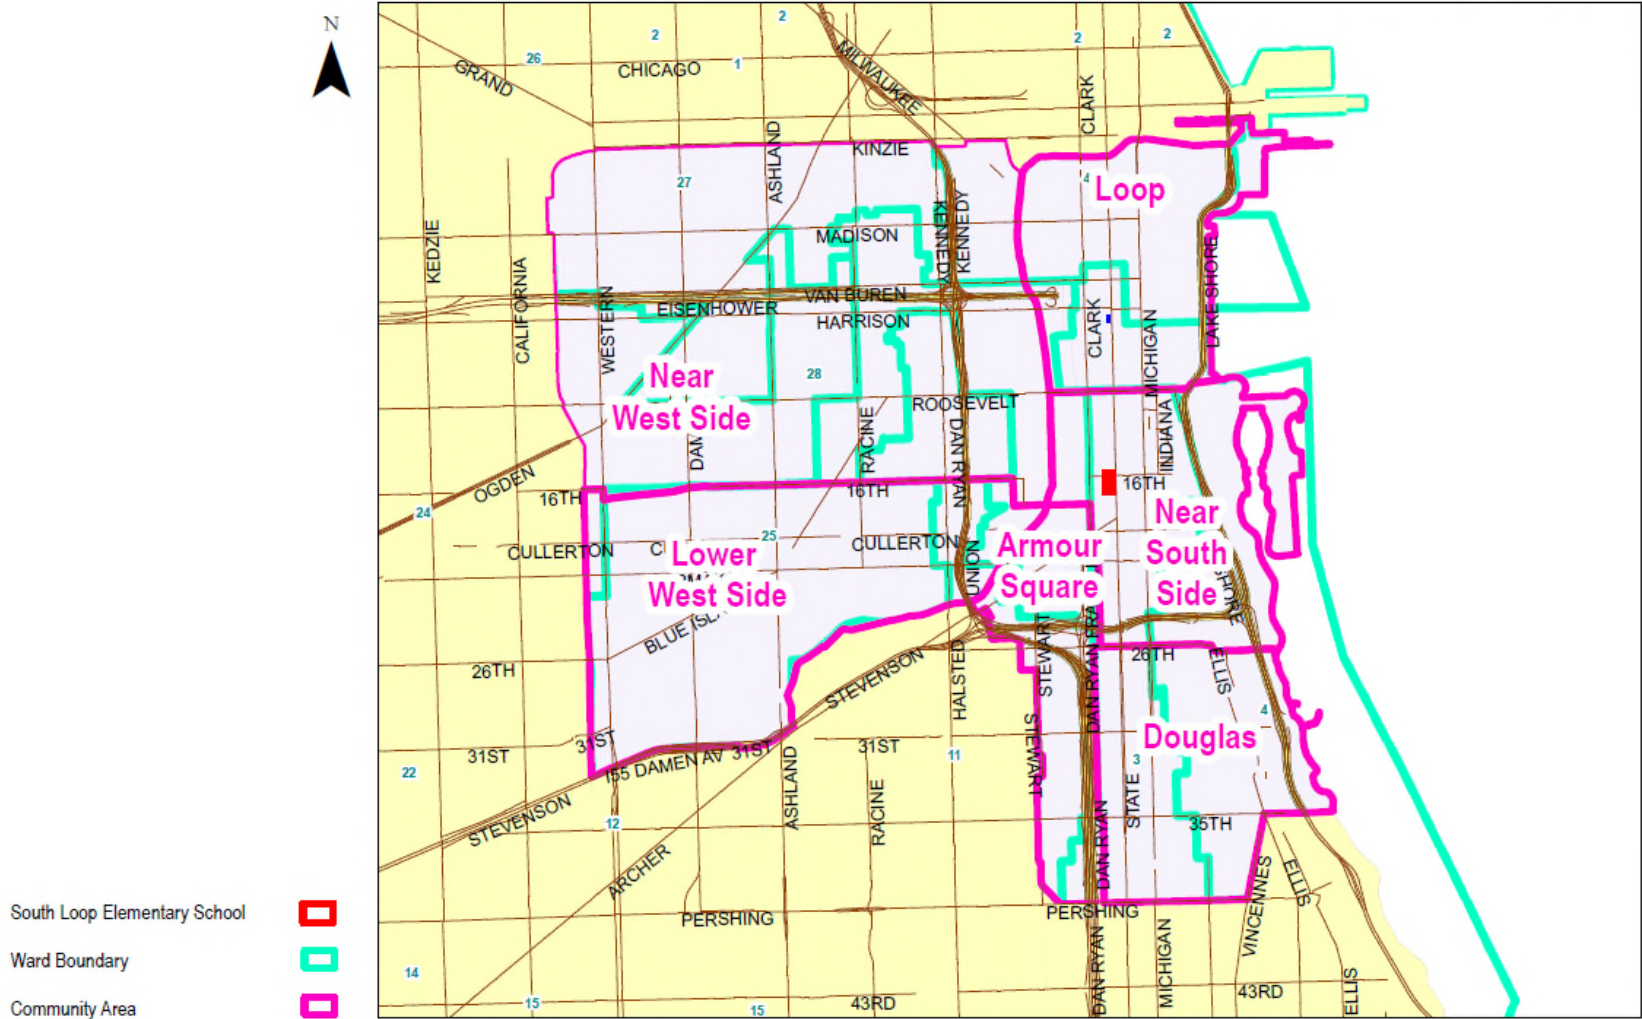 N
2
2
2
2
26
1
CHICAGO
GRAND
MILWAUKEE
CLARK
ASHLAND
KINZIE
27
4
Loop
KEDZIE
MADISON
KENNEDY
KENNEDY
LAKE SHORE
CALIFORNIA
WESTERN
VAN BUREN
EISENHOWER
HARRISON
CLARK
MICHIGAN
28
Near
West Side
ROOSEVELT
RACINE
DAN RYAN
INDIANA
OGDEN
16TH
16TH
16TH
24
25
CULLERTON
CULLERTON
Lower
West Side
UNION
Armour
Square
Near
South
Side
SHORE
BLUE ISL
26TH
26TH
STEVENSON
HALSTED
STEWART
DAN RYAN
ELLIS
4
Douglas
STEWART
3
31ST
31ST
31ST
31ST
I55 DAMEN AV
22
11
ASHLAND
RACINE
STATE
DAN RYAN
35TH
STEVENSON
12
ARCHER
VINCENNES
ELLIS
PERSHING
PERSHING
DAN RYAN
MICHIGAN
ELLIS
14
15
15
43RD
43RD
South Loop Elementary School
Ward Boundary
Community Area